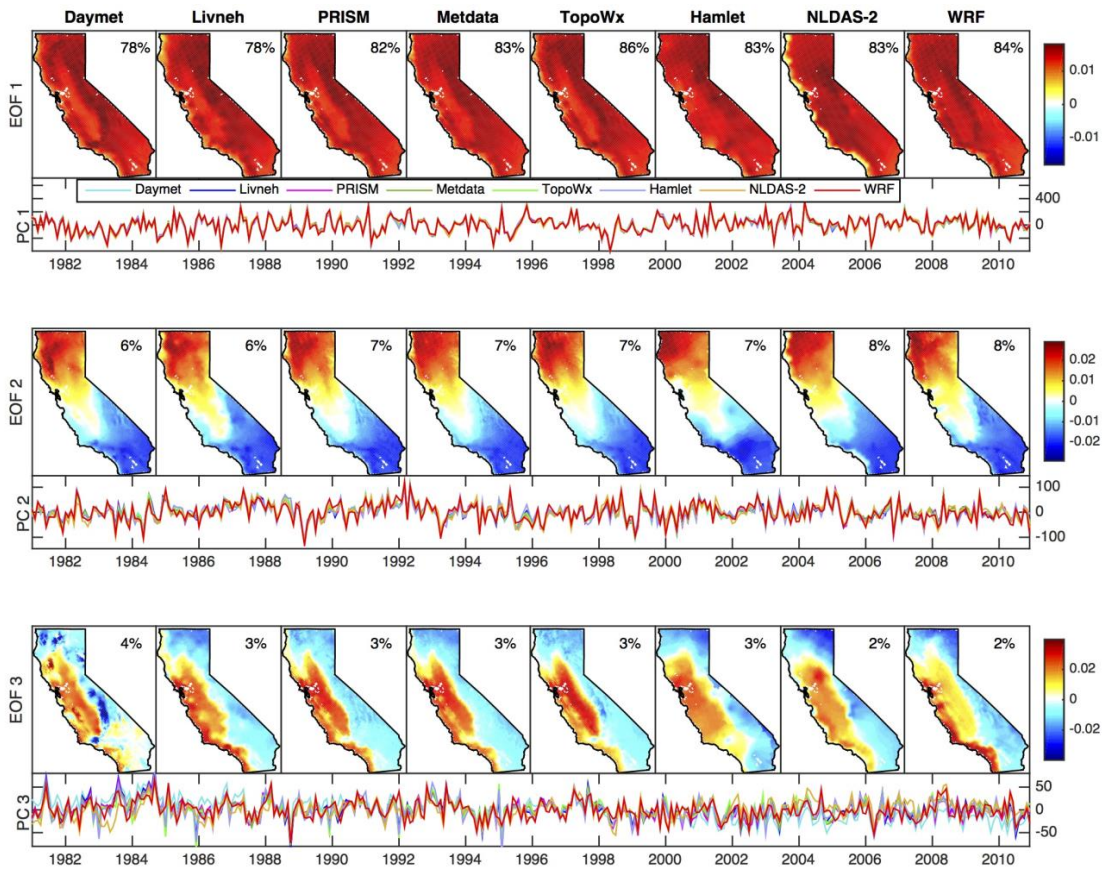 Daymet Livneh PRISM Metdata TopoWx Hamlet NLDAS-2 WRF
EOF 1 78% 78% 82% 83% 86% 83% 83% 84%
0.01
0
-0.01
Daymet Livneh PRISM Metdata TopoWx Hamlet NLDAS-2 WRF
PC 1 400
0
1982 1984 1986 1988 1990 1992 1994 1996 1998 2000 2002 2004 2006 2008 2010
EOF 2 6% 6% 7% 7% 7% 7% 8% 8%
0.02
0.01
0
-0.01
-0.02
PC 2 100
0
-100
1982 1984 1986 1988 1990 1992 1994 1996 1998 2000 2002 2004 2006 2008 2010
EOF 3 4% 3% 3% 3% 3% 3% 2% 2%
0.02
0
-0.02
PC 3 50
0
-50
1982 1984 1986 1988 1990 1992 1994 1996 1998 2000 2002 2004 2006 2008 2010